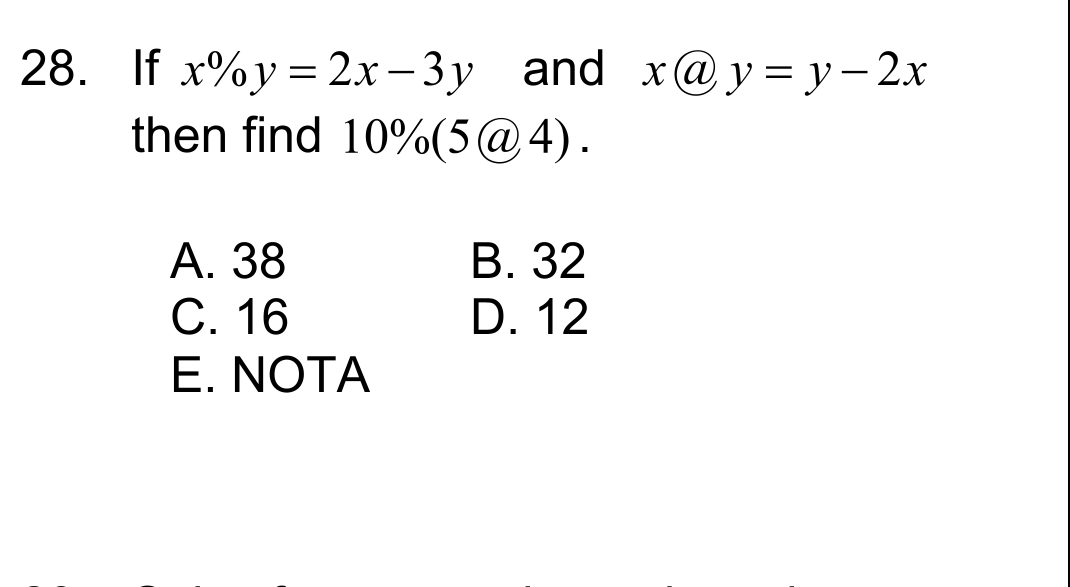 28. If x%y = 2x − 3y and x@y = y − 2x
then find 10%(5@4).
A. 38 B. 32
C. 16 D. 12
E. NOTA